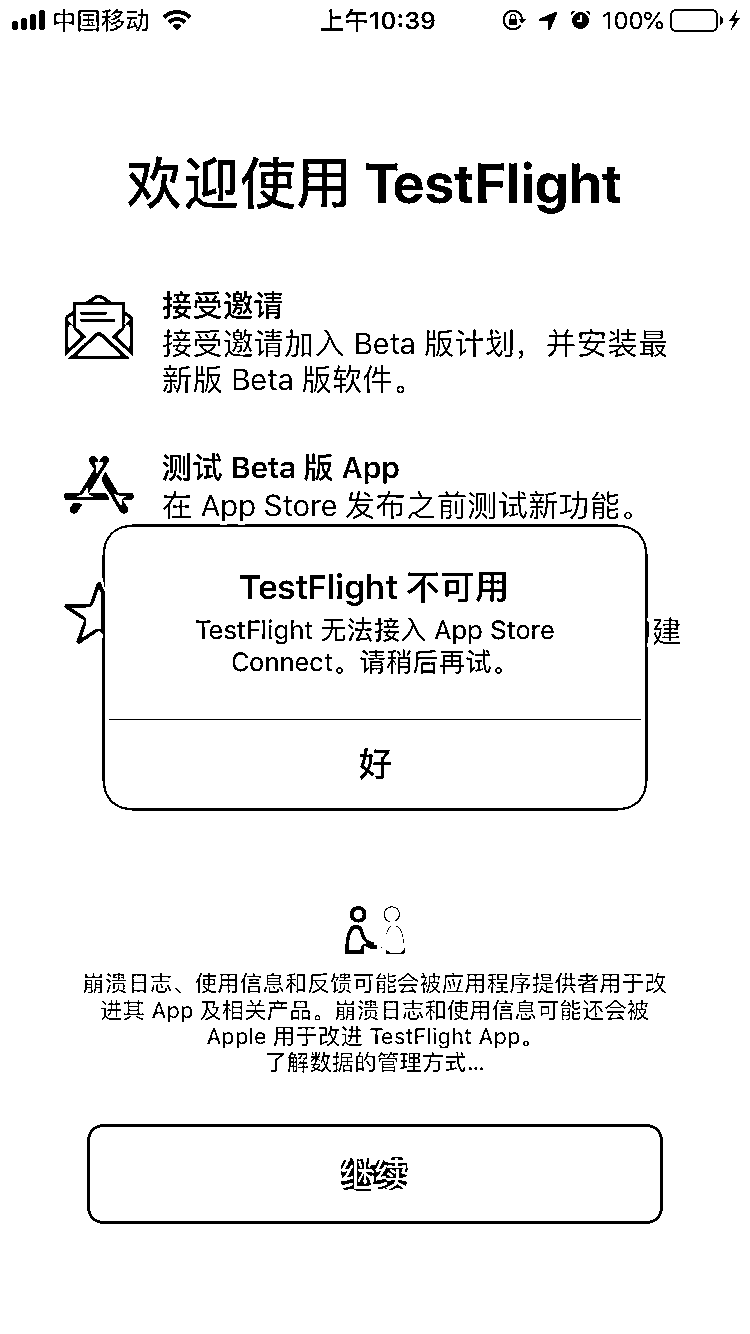 中国移动 上午10:39 100%
欢迎使用 TestFlight
接受邀请
接受邀请加入 Beta 版计划，并安装最
新版 Beta 版软件。
测试 Beta 版 App
在 App Store 发布之前测试新功能。
TestFlight 不可用
TestFlight 无法接入 App Store
Connect。请稍后再试。
建
好
崩溃日志、使用信息和反馈可能会被应用程序提供者用于改
进其 App 及相关产品。崩溃日志和使用信息可能还会被
Apple 用于改进 TestFlight App。
了解数据的管理方式...
继续